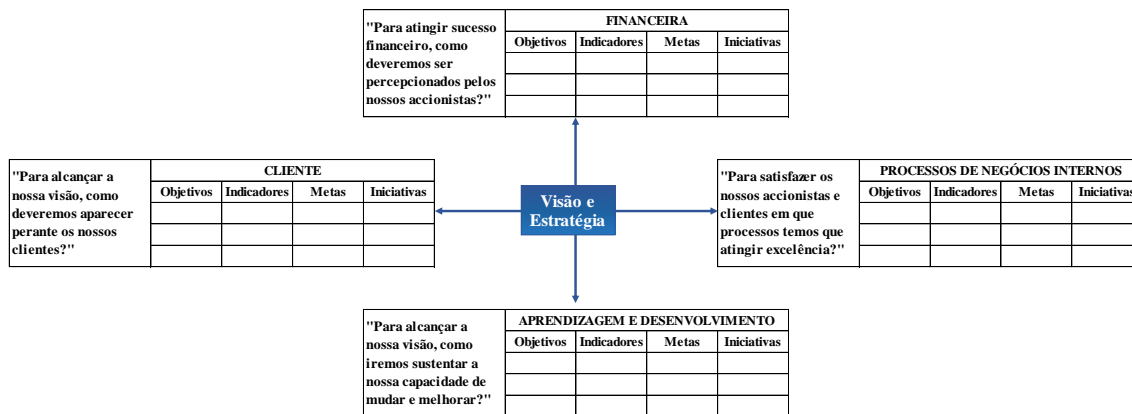 "Para atingir sucesso
financeiro, como
deveremos ser
percepcionados pelos
nossos accionistas?"
FINANCEIRA
Objetivos Indicadores Metas Iniciativas
"Para alcançar a
nossa visão, como
deveremos aparecer
perante os nossos
clientes?"
CLIENTE
Objetivos Indicadores Metas Iniciativas
Visão e
Estratégia
"Para satisfazer os
nossos accionistas e
clientes em que
processos temos que
atingir excelência?"
PROCESSOS DE NEGÓCIOS INTERNOS
Objetivos Indicadores Metas Iniciativas
"Para alcançar a
nossa visão, como
iremos sustentar a
nossa capacidade de
mudar e melhorar?"
APRENDIZAGEM E DESENVOLVIMENTO
Objetivos Indicadores Metas Iniciativas